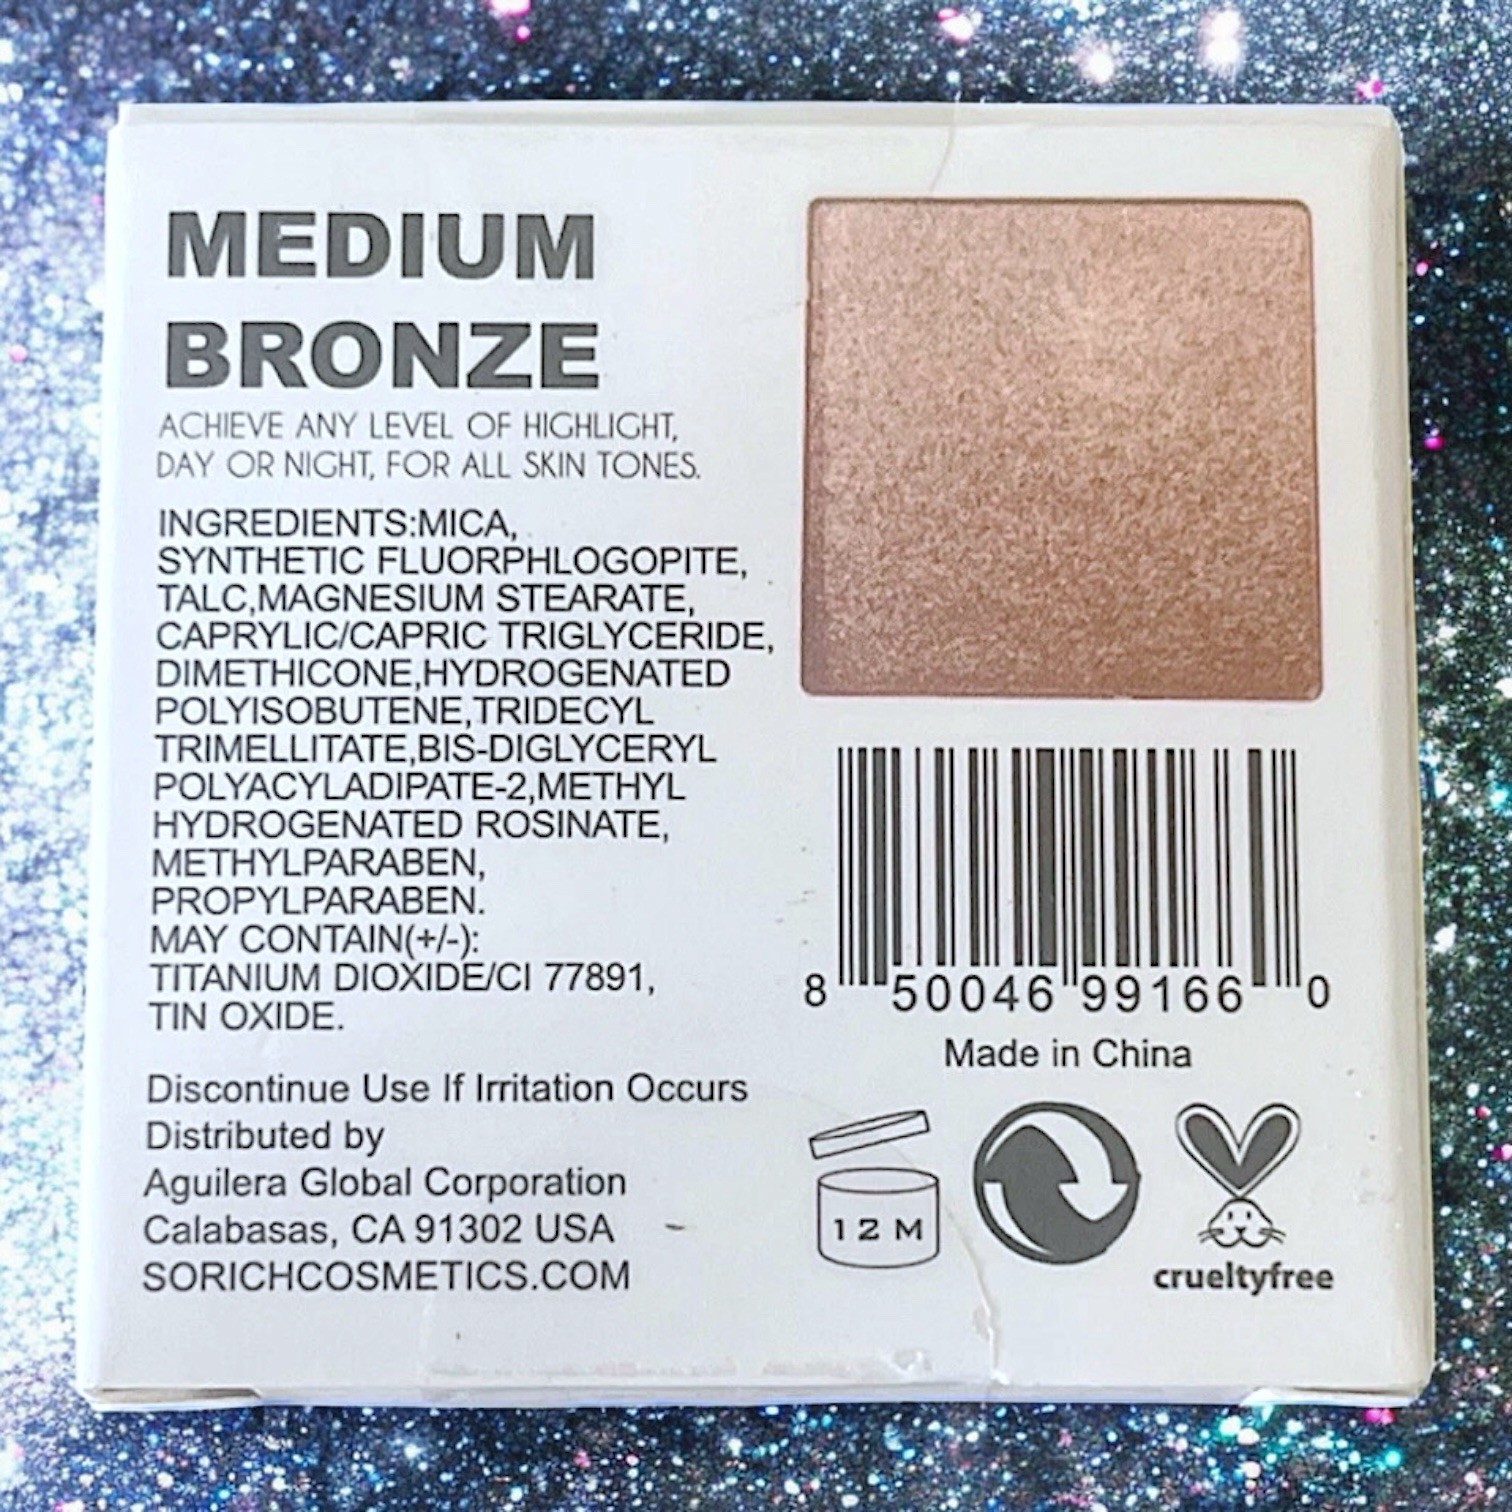 MEDIUM
BRONZE
ACHIEVE ANY LEVEL OF HIGHLIGHT,
DAY OR NIGHT, FOR ALL SKIN TONES.
INGREDIENTS:MICA,
SYNTHETIC FLUORPHLOGOPITE,
TALC,MAGNESIUM STEARATE,
CAPRYLIC/CAPRIC TRIGLYCERIDE,
DIMETHICONE,HYDROGENATED
POLYISOBUTENE,TRIDECYL
TRIMELLITATE,BIS-DIGLYCERYL
POLYACYLADIPATE-2,METHYL
HYDROGENATED ROSINATE,
METHYLPARABEN,
PROPYLPARABEN.
MAY CONTAIN(+/-):
TITANIUM DIOXIDE/CI 77891,
TIN OXIDE.
Discontinue Use If Irritation Occurs
Distributed by
Aguilera Global Corporation
Calabasas, CA 91302 USA
SORICHCOSMETICS.COM
8 50046 99166 0
Made in China
12 M
crueltyfree